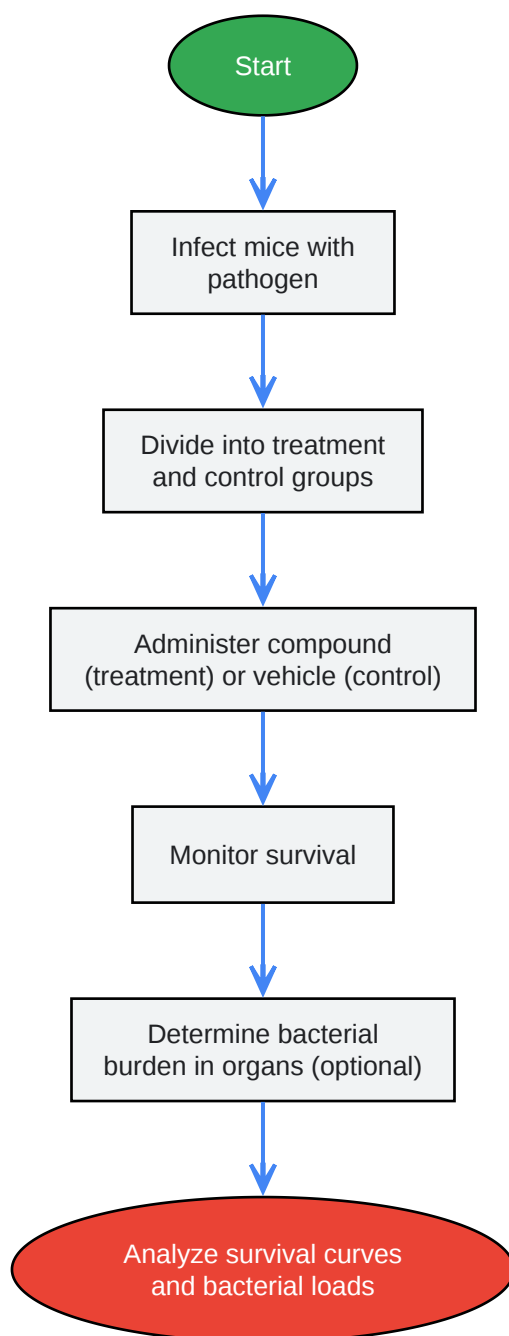 Start
Infect mice with
pathogen
Divide into treatment
and control groups
Administer compound
(treatment) or vehicle (control)
Monitor survival
Determine bacterial
burden in organs (optional)
Analyze survival curves
and bacterial loads